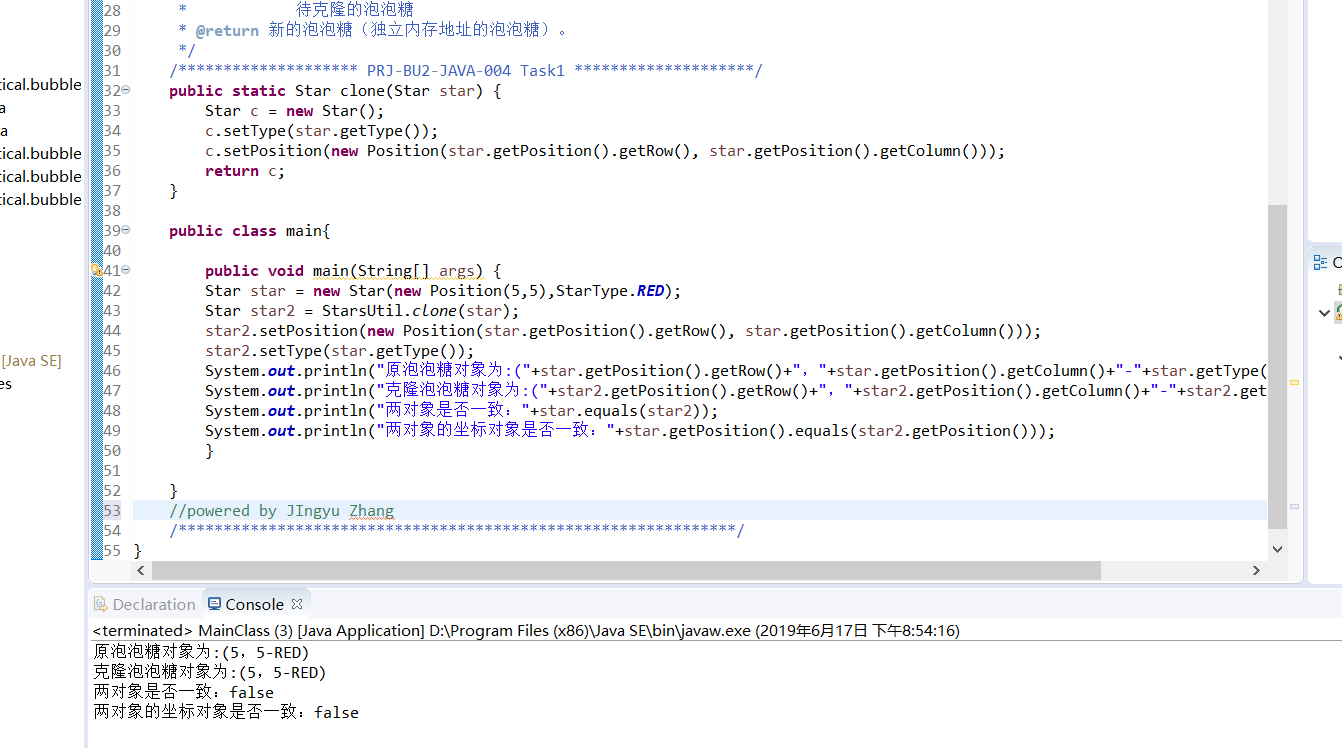 28 * 待克隆的泡泡糖
29 * @return 新的泡泡糖（独立内存地址的泡泡糖）。
30 */
31 /******************** PRJ-BU2-JAVA-004 Task1 ********************/
32 public static Star clone(Star star) {
33 Star c = new Star();
34 c.setType(star.getType());
35 c.setPosition(new Position(star.getPosition().getRow(), star.getPosition().getColumn()));
36 return c;
37 }
38
39 public class main{
40
41 public void main(String[] args) {
42 Star star = new Star(new Position(5,5),StarType.RED);
43 Star star2 = StarsUtil.clone(star);
44 star2.setPosition(new Position(star.getPosition().getRow(), star.getPosition().getColumn()));
45 star2.setType(star.getType());
46 System.out.println("原泡泡糖对象为:("+star.getPosition().getRow()+", "+star.getPosition().getColumn()+"-"+star.getType(
47 System.out.println("克隆泡泡糖对象为:("+star2.getPosition().getRow()+", "+star2.getPosition().getColumn()+"-"+star2.get
48 System.out.println("两对象是否一致："+star.equals(star2));
49 System.out.println("两对象的坐标对象是否一致："+star.getPosition().equals(star2.getPosition()));
50 }
51
52 }
53 //powered by JIngyu Zhang
54 /**************************************************************/
55 }
tical.bubble
a
a
tical.bubble
tical.bubble
tical.bubble
[Java SE]
es
Declaration Console
<terminated> MainClass (3) [Java Application] D:\Program Files (x86)\Java SE\bin\javaw.exe (2019年6月17日 下午8:54:16)
原泡泡糖对象为:(5, 5-RED)
克隆泡泡糖对象为:(5, 5-RED)
两对象是否一致：false
两对象的坐标对象是否一致：false